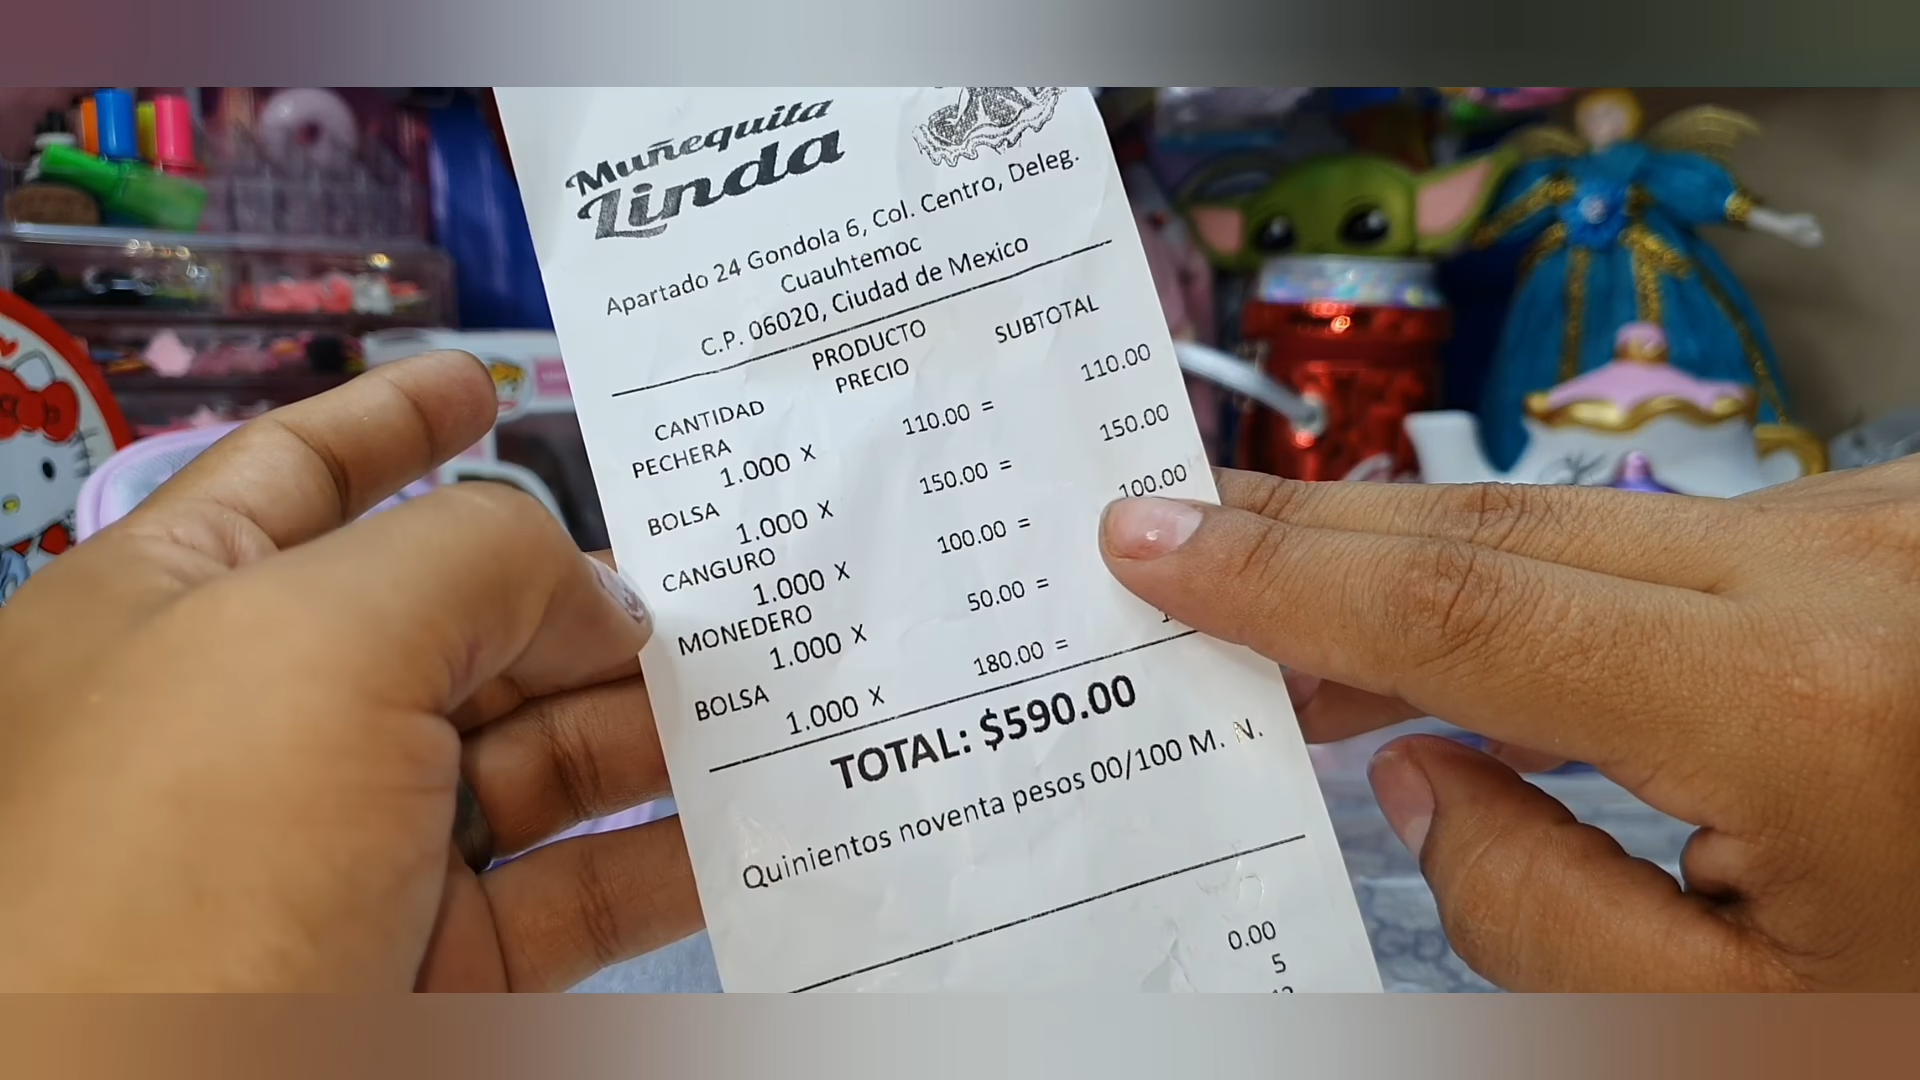 Muñequita
Linda
Apartado 24 Gondola 6, Col. Centro, Deleg.
Cuauhtemoc
C.P. 06020, Ciudad de Mexico
PRODUCTO
CANTIDAD PRECIO SUBTOTAL
PECHERA
1.000 X 110.00 = 110.00
BOLSA
1.000 X 150.00 = 150.00
CANGURO
1.000 X 100.00 = 100.00
MONEDERO
1.000 X 50.00 =
BOLSA
1.000 X 180.00 =
TOTAL: $590.00
Quinientos noventa pesos 00/100 M. N.
0.00
5